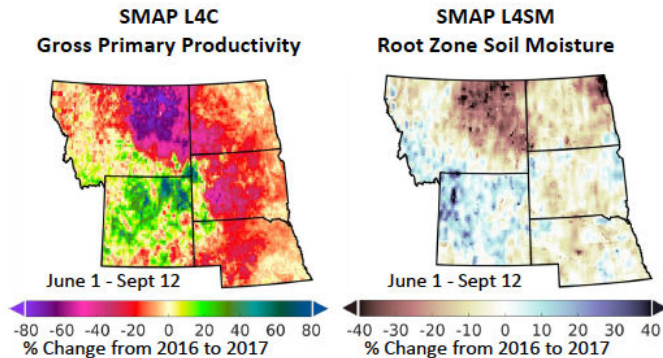 SMAP L4C
Gross Primary Productivity
SMAP L4SM
Root Zone Soil Moisture
June 1 - Sept 12
June 1 - Sept 12
-80 -60 -40 -20 0 20 40 60 80
% Change from 2016 to 2017
-40 -30 -20 -10 0 10 20 30 40
% Change from 2016 to 2017